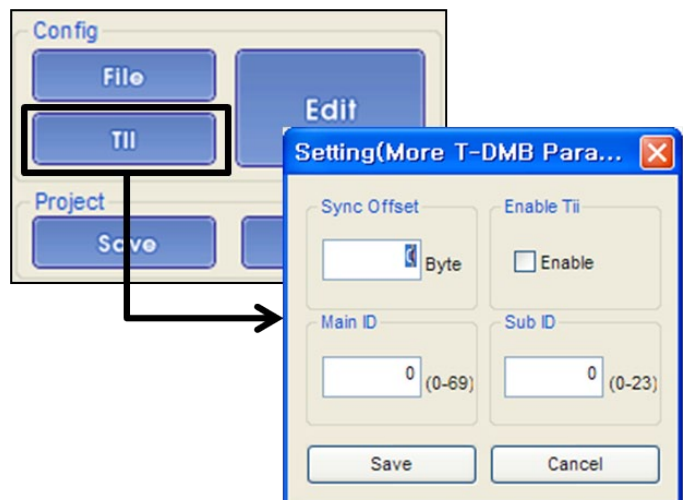 Config
File
TII
Edit
Project
Save
Setting(More T-DMB Para...
Sync Offset
0 Byte
Enable Tii
Enable
Main ID
0 (0-69)
Sub ID
0 (0-23)
Save
Cancel